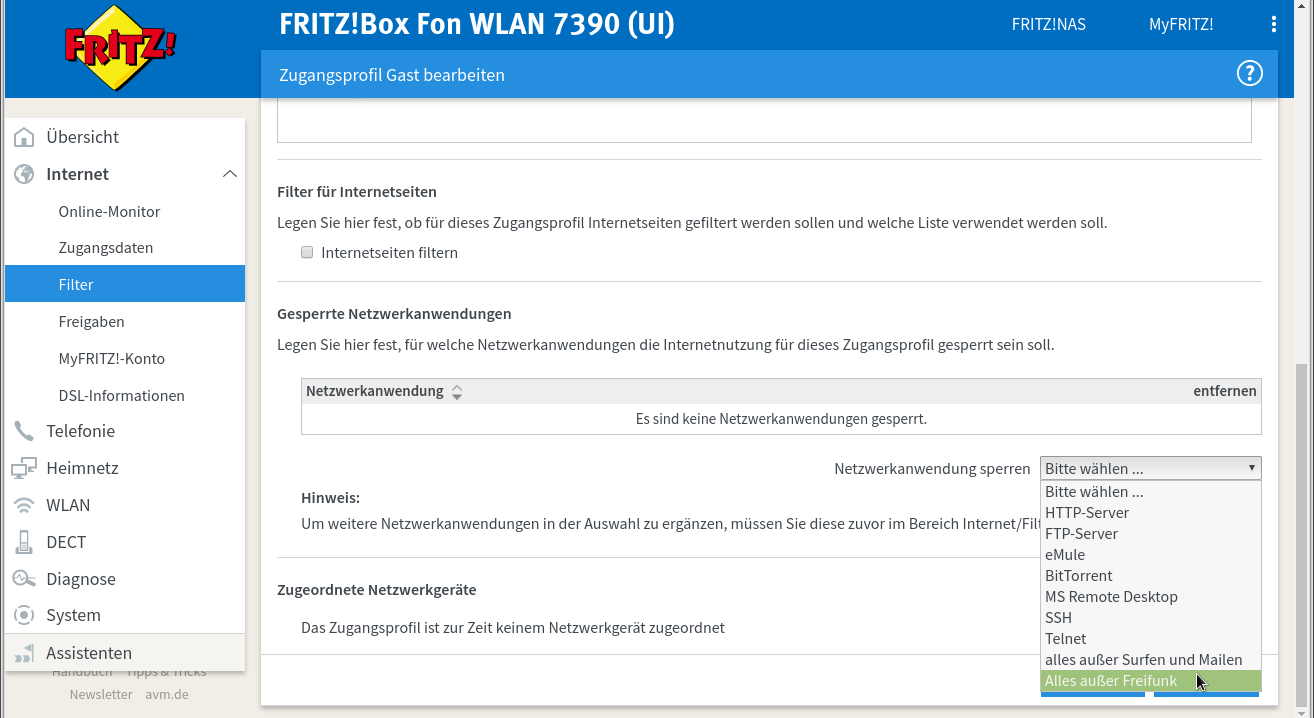 FRITZ!
FRITZ!Box Fon WLAN 7390 (UI)
FRITZ!NAS
MyFRITZ!
Zugangsprofil Gast bearbeiten
?
Übersicht
Internet
Online-Monitor
Zugangsdaten
Filter
Freigaben
MyFRITZ!-Konto
DSL-Informationen
Telefonie
Heimnetz
WLAN
DECT
Diagnose
System
Assistenten
Handbuch Tipps & Tricks
Newsletter avm.de
Filter für Internetseiten
Legen Sie hier fest, ob für dieses Zugangsprofil Internetseiten gefiltert werden sollen und welche Liste verwendet werden soll.
Internetseiten filtern
Gesperrte Netzwerkanwendungen
Legen Sie hier fest, für welche Netzwerkanwendungen die Internetnutzung für dieses Zugangsprofil gesperrt sein soll.
Netzwerkanwendung entfernen
Es sind keine Netzwerkanwendungen gesperrt.
Netzwerkanwendung sperren Bitte wählen ...
Bitte wählen ...
HTTP-Server
FTP-Server
eMule
BitTorrent
MS Remote Desktop
SSH
Telnet
alles außer Surfen und Mailen
Alles außer Freifunk
Hinweis:
Um weitere Netzwerkanwendungen in der Auswahl zu ergänzen, müssen Sie diese zuvor im Bereich Internet/Filt
Zugeordnete Netzwerkgeräte
Das Zugangsprofil ist zur Zeit keinem Netzwerkgerät zugeordnet